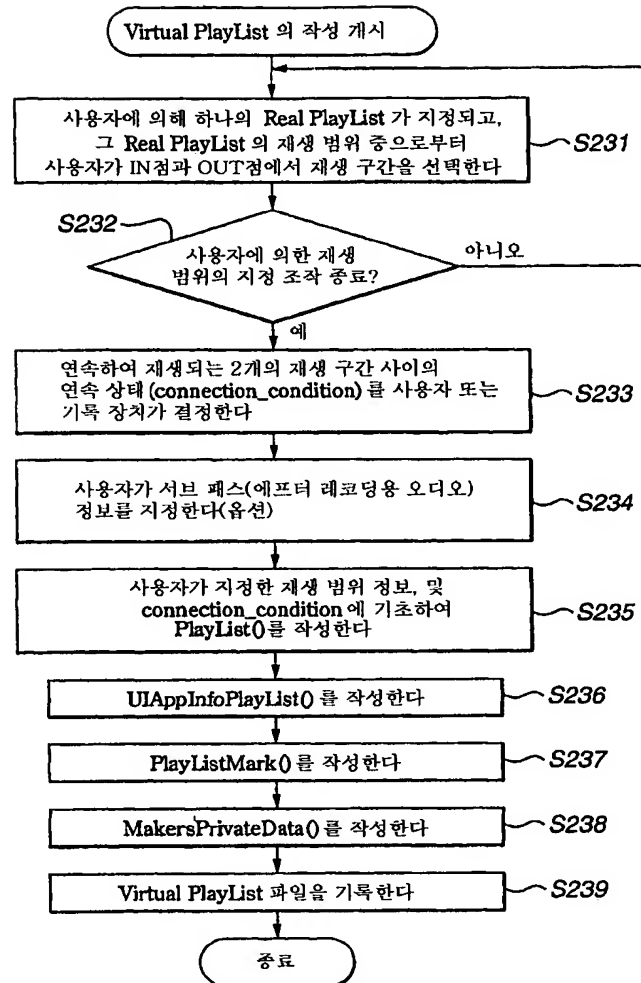 Virtual PlayList 의 작성 개시
사용자에 의해 하나의 Real PlayList 가 지정되고,
그 Real PlayList 의 재생 범위 중으로부터
사용자가 IN점과 OUT점에서 재생 구간을 선택한다
S231
S232
사용자에 의한 재생
범위의 지정 조작 종료?
아니오
예
연속하여 재생되는 2개의 재생 구간 사이의
연속 상태 (connection_condition) 를 사용자 또는
기록 장치가 결정한다
S233
사용자가 서브 패스(에프터 레코딩용 오디오)
정보를 지정한다(옵션)
S234
사용자가 지정한 재생 범위 정보, 및
connection_condition 에 기초하여
PlayList()를 작성한다
S235
UIAppInfoPlayList() 를 작성한다
S236
PlayListMark() 를 작성한다
S237
MakersPrivateData() 를 작성한다
S238
Virtual PlayList 파일을 기록한다
S239
종료